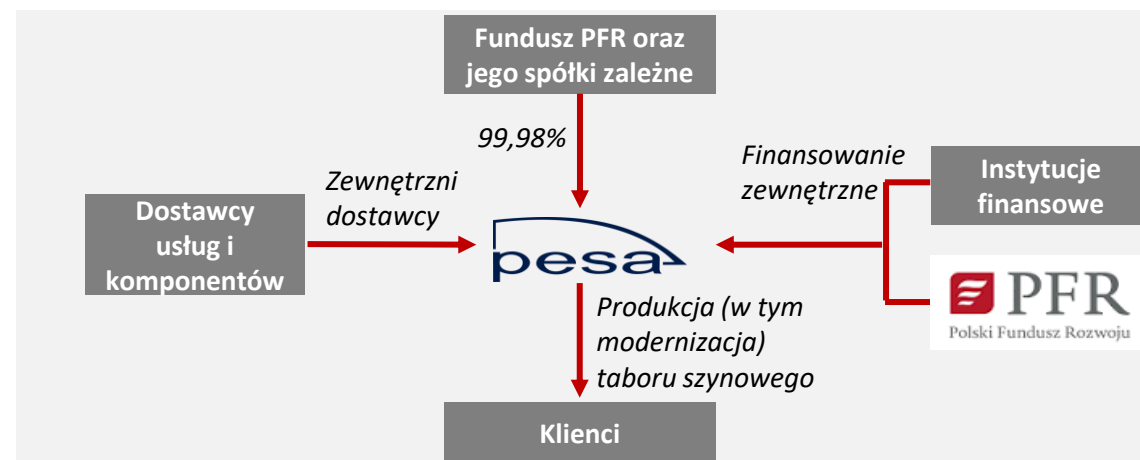 Fundusz PFR oraz
jego spółki zależne
99,98%
Zewnętrzni
dostawcy
Finansowanie
zewnętrzne
Instytucje
finansowe
Dostawcy
usług i
komponentów
pesa
PFR
Polski Fundusz Rozwoju
Produkcja (w tym
modernizacja)
taboru szynowego
Klienci